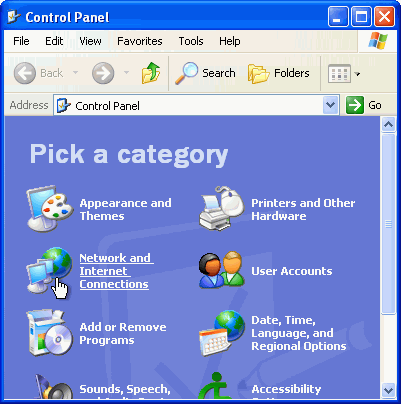 Control Panel
File Edit View Favorites Tools Help
Back Search Folders
Address Control Panel Go
Pick a category
Appearance and
Themes
Printers and Other
Hardware
Network and
Internet
Connections
User Accounts
Add or Remove
Programs
Date, Time,
Language, and
Regional Options
Sounds, Speech,
Accessibility